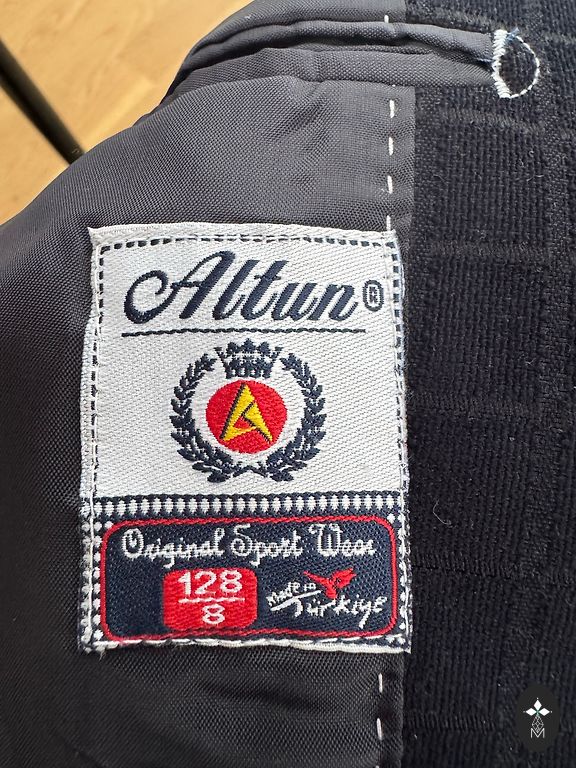 Altun®
Original Sport Wear
128
8
Made in
Türkiye